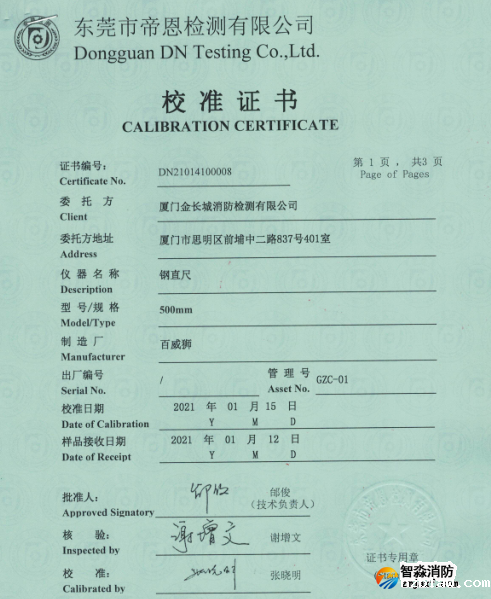 东莞市帝恩检测有限公司
Dongguan DN Testing Co.,Ltd.
校准证书
CALIBRATION CERTIFICATE
证书编号: DN21014100008 第 1 页 , 共3 页
Certificate No. Page of Pages
委托方 厦门金长城消防检测有限公司
Client
委托方地址 厦门市思明区前埔中二路837号401室
Address
仪器名称 钢直尺
Description
型号/规格 500mm
Model/Type
制造厂 百威狮
Manufacturer
出厂编号 / 管理号 GZC-01
Serial No. Asset No.
校准日期 2021 年 01 月 15 日
Date of Calibration Y M D
样品接收日期 2021 年 01 月 12 日
Date of Receipt Y M D
批准人: 邰俊
Approved Signatory (技术负责人)
核验: 谢增文 谢增文
Inspected by
校准: 张晓明
Calibrated by
证书专用章
智淼消防